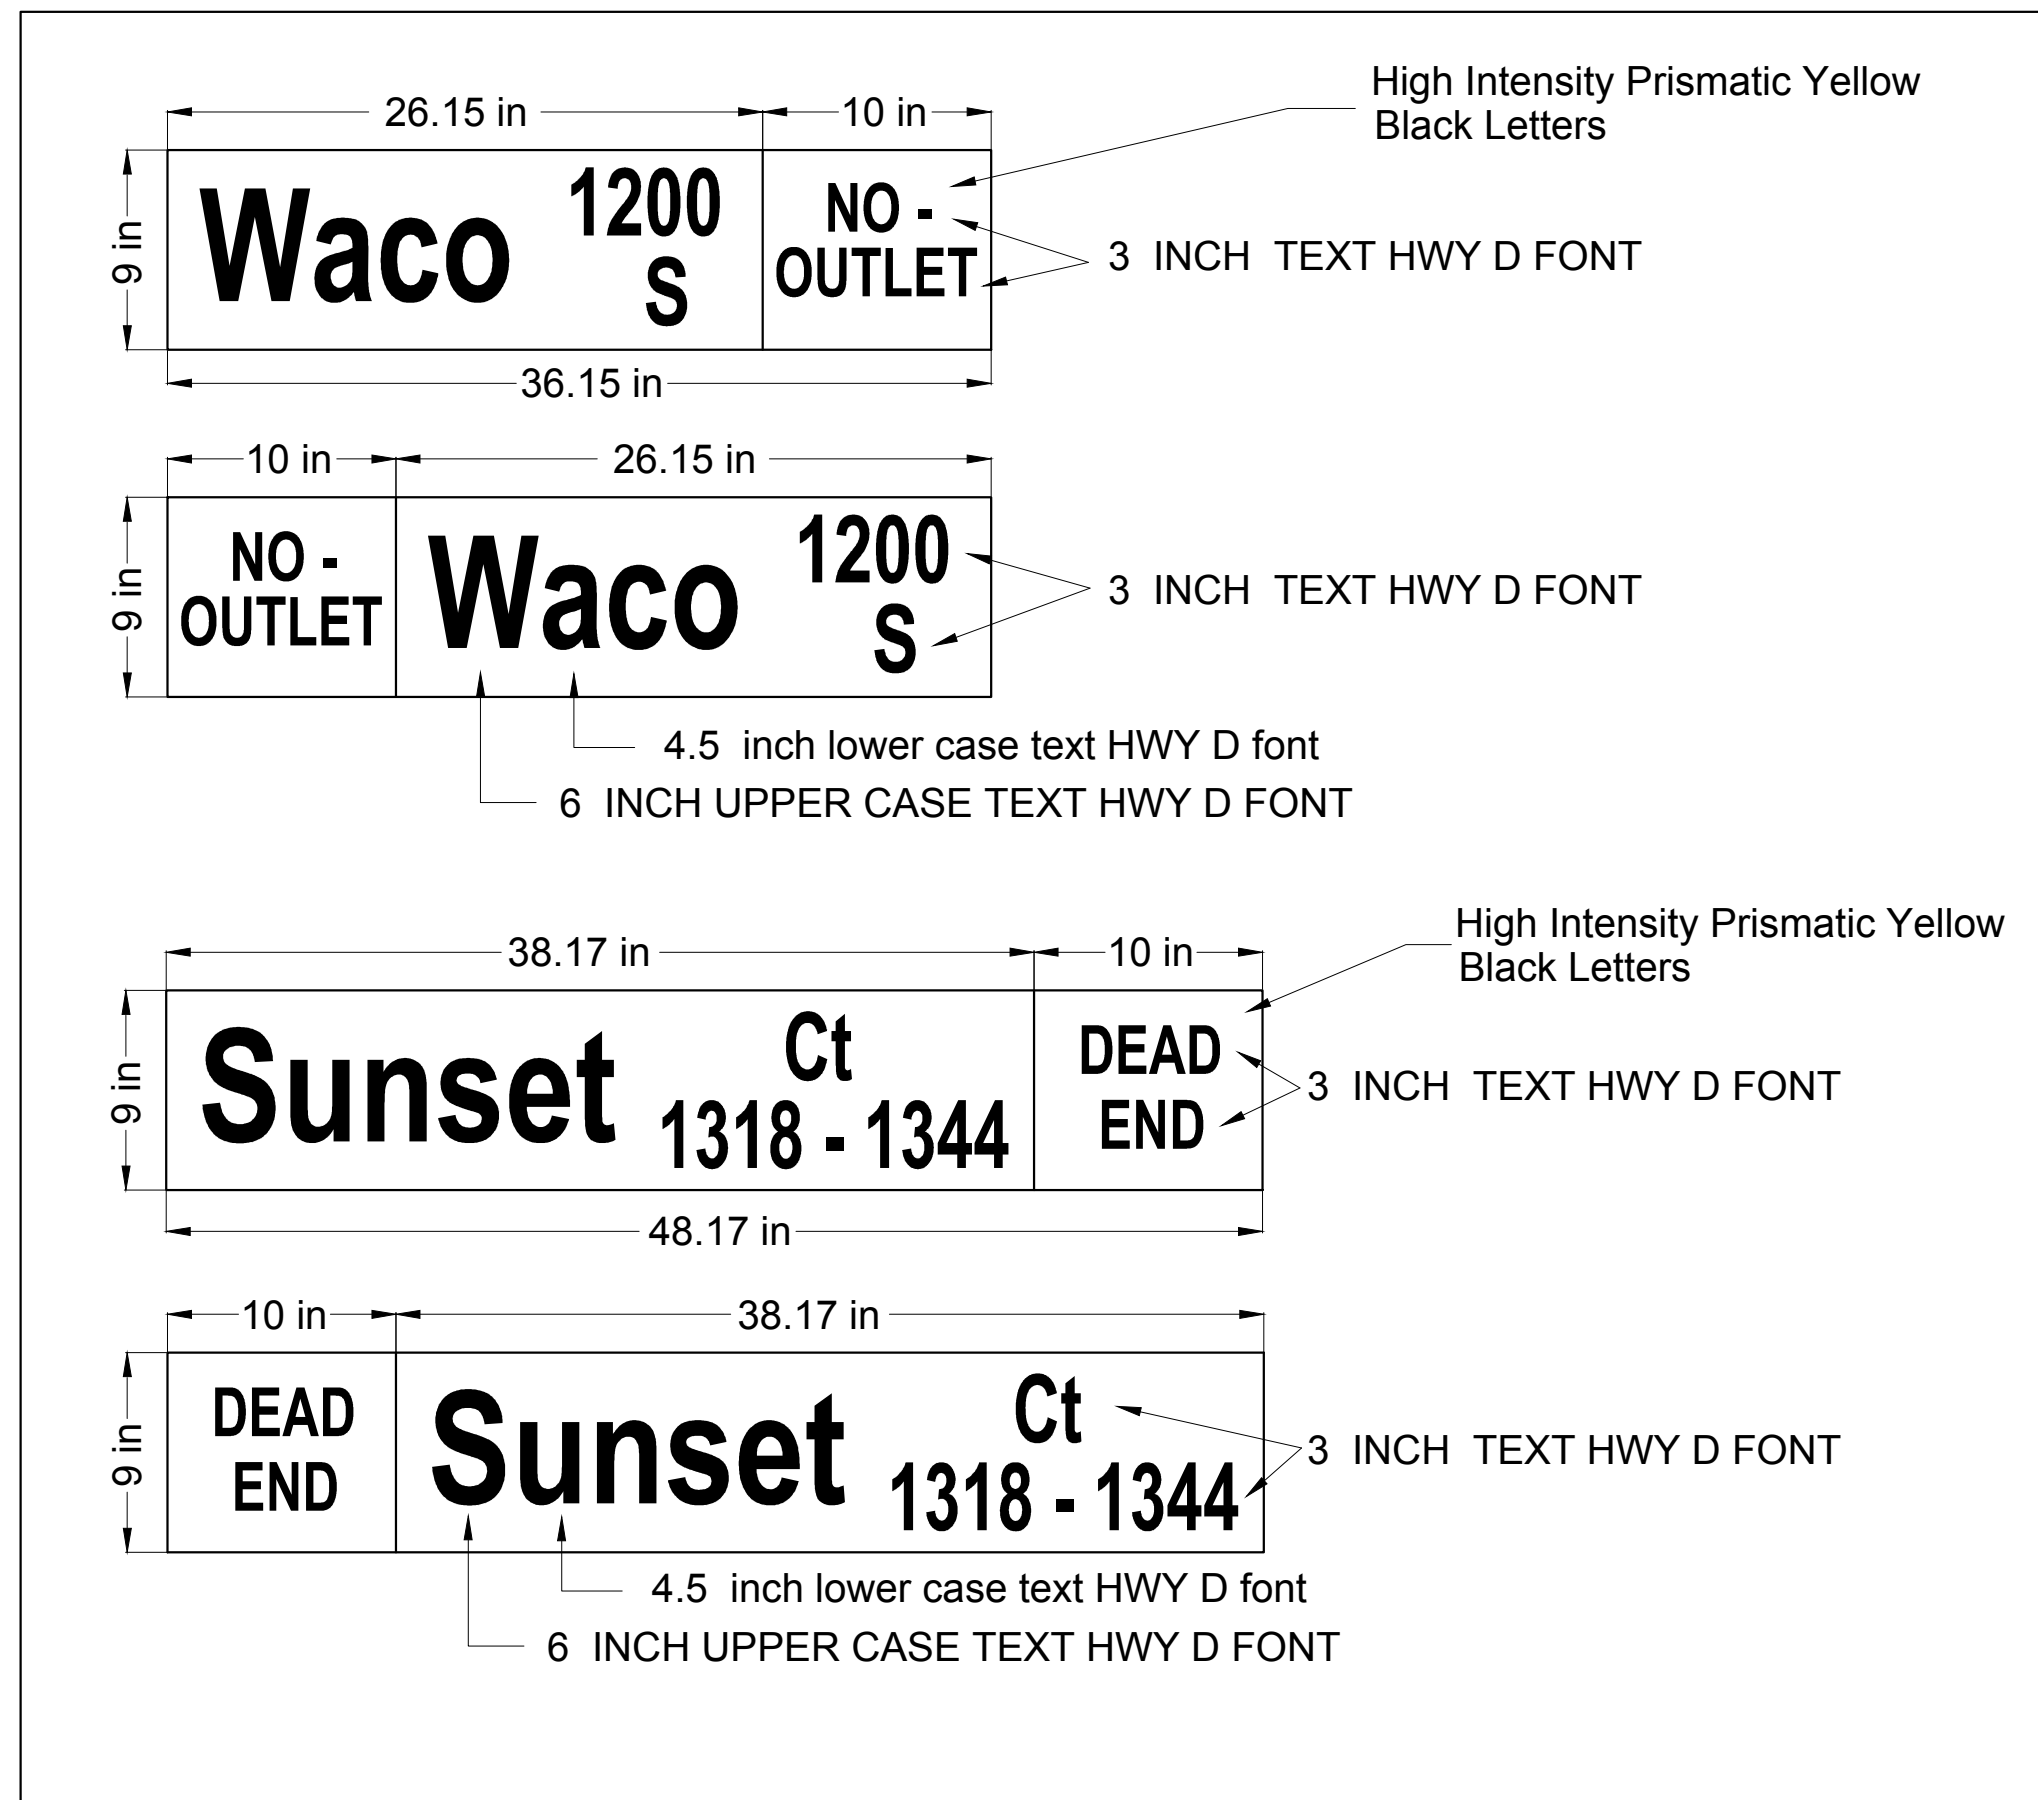 High Intensity Prismatic Yellow
Black Letters
26.15 in
10 in
9 in
Waco
1200
S
NO -
OUTLET
3 INCH TEXT HWY D FONT
36.15 in
10 in
26.15 in
9 in
NO -
OUTLET
Waco
1200
S
3 INCH TEXT HWY D FONT
4.5 inch lower case text HWY D font
6 INCH UPPER CASE TEXT HWY D FONT
High Intensity Prismatic Yellow
Black Letters
38.17 in
10 in
9 in
Sunset
Ct
1318 - 1344
DEAD
END
3 INCH TEXT HWY D FONT
48.17 in
10 in
38.17 in
9 in
DEAD
END
Sunset
Ct
1318 - 1344
3 INCH TEXT HWY D FONT
4.5 inch lower case text HWY D font
6 INCH UPPER CASE TEXT HWY D FONT